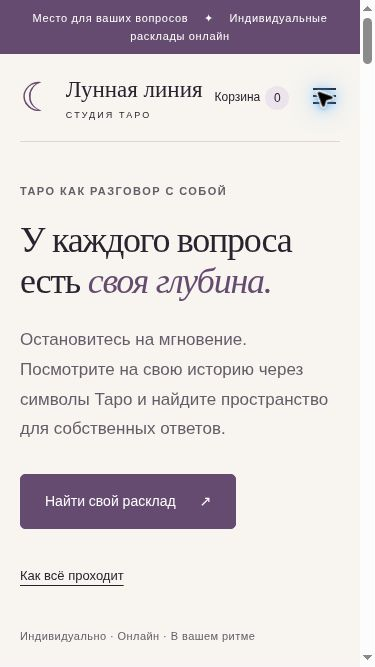 Место для ваших вопросов ✦ Индивидуальные
расклады онлайн
Лунная линия
СТУДИЯ ТАРО
Корзина 0
ТАРО КАК РАЗГОВОР С СОБОЙ
У каждого вопроса
есть своя глубина.
Остановитесь на мгновение.
Посмотрите на свою историю через
символы Таро и найдите пространство
для собственных ответов.
Найти свой расклад ↗
Как всё проходит
Индивидуально · Онлайн · В вашем ритме